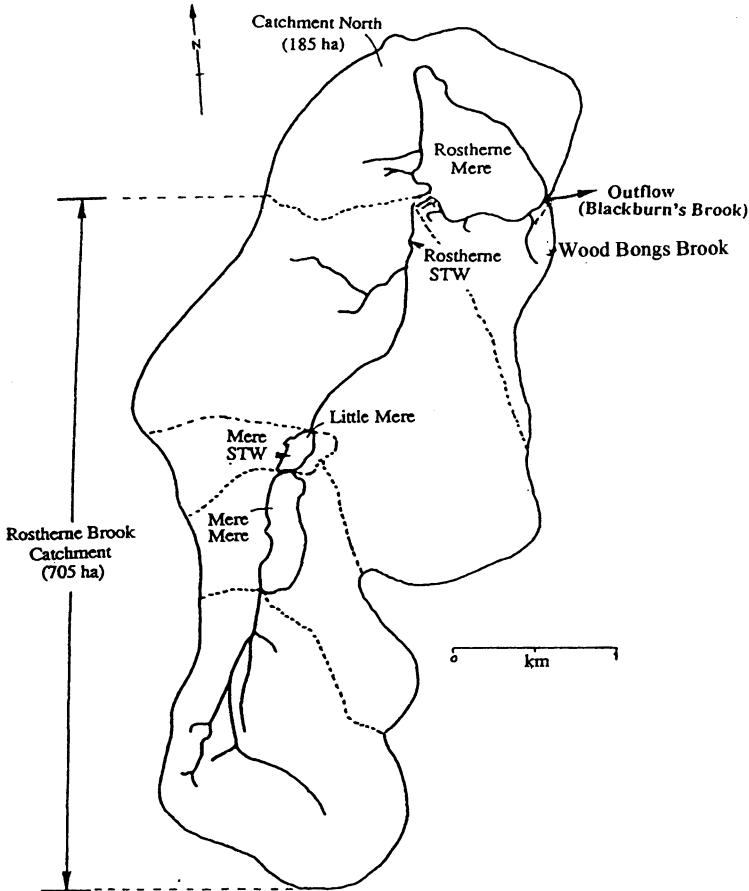 N
Catchment North
(185 ha)
Rostherne
Mere
Outflow
(Blackburn's Brook)
Wood Bongs Brook
Rostherne
STW
Little Mere
Mere
STW
Mere
Mere
Rostherne Brook
Catchment
(705 ha)
0
1
km